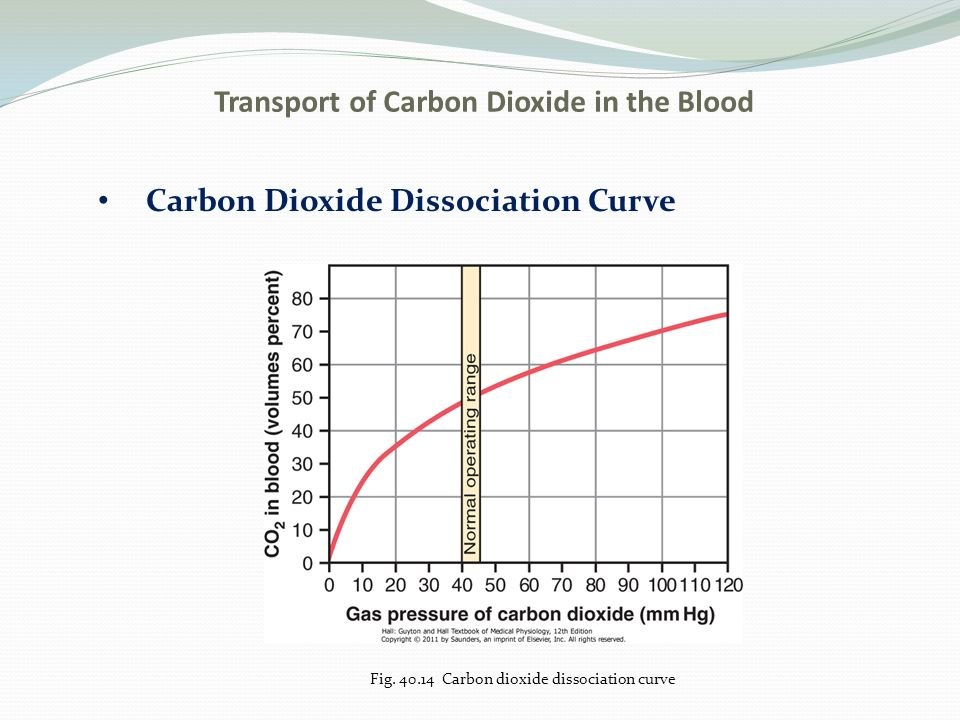 Transport of Carbon Dioxide in the Blood
• Carbon Dioxide Dissociation Curve
CO2 in blood (volumes percent)
80
70
60
50
40
30
20
10
0
Normal operating range
0 10 20 30 40 50 60 70 80 90 100 110 120
Gas pressure of carbon dioxide (mm Hg)
Hall: Guyton and Hall Textbook of Medical Physiology, 12th Edition
Copyright © 2011 by Saunders, an imprint of Elsevier, Inc. All rights reserved.
Fig. 40.14 Carbon dioxide dissociation curve